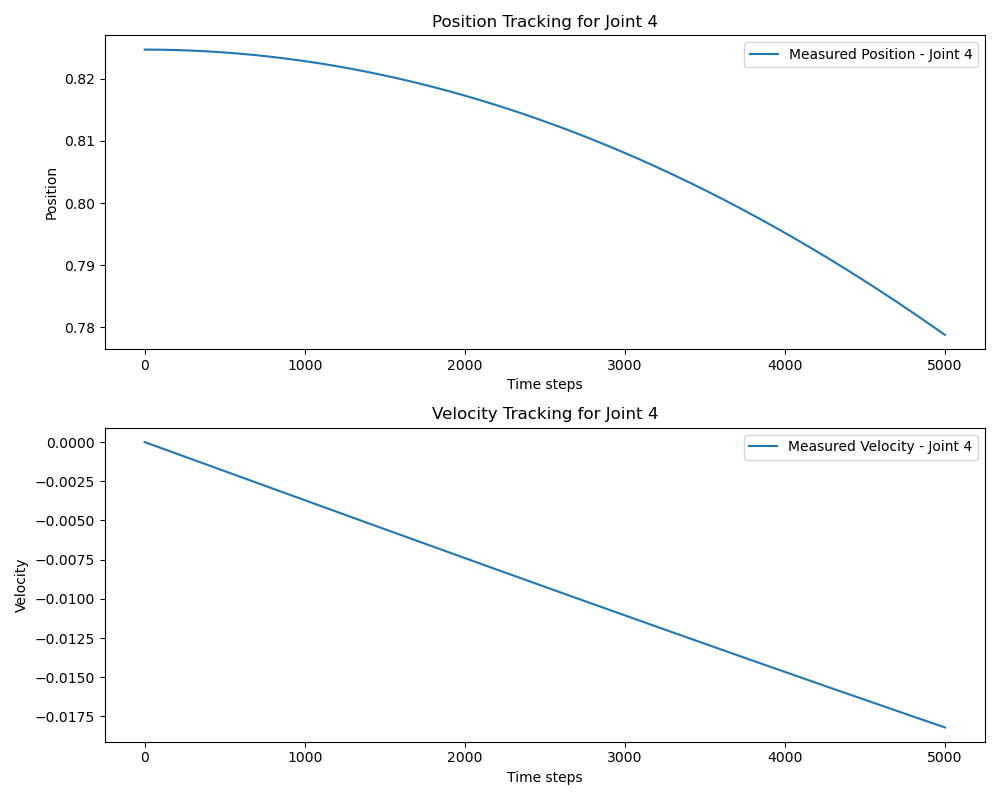 Position Tracking for Joint 4
Measured Position - Joint 4
Position
0.82
0.81
0.80
0.79
0.78
0 1000 2000 3000 4000 5000
Time steps
Velocity Tracking for Joint 4
Measured Velocity - Joint 4
Velocity
0.0000
−0.0025
−0.0050
−0.0075
−0.0100
−0.0125
−0.0150
−0.0175
0 1000 2000 3000 4000 5000
Time steps